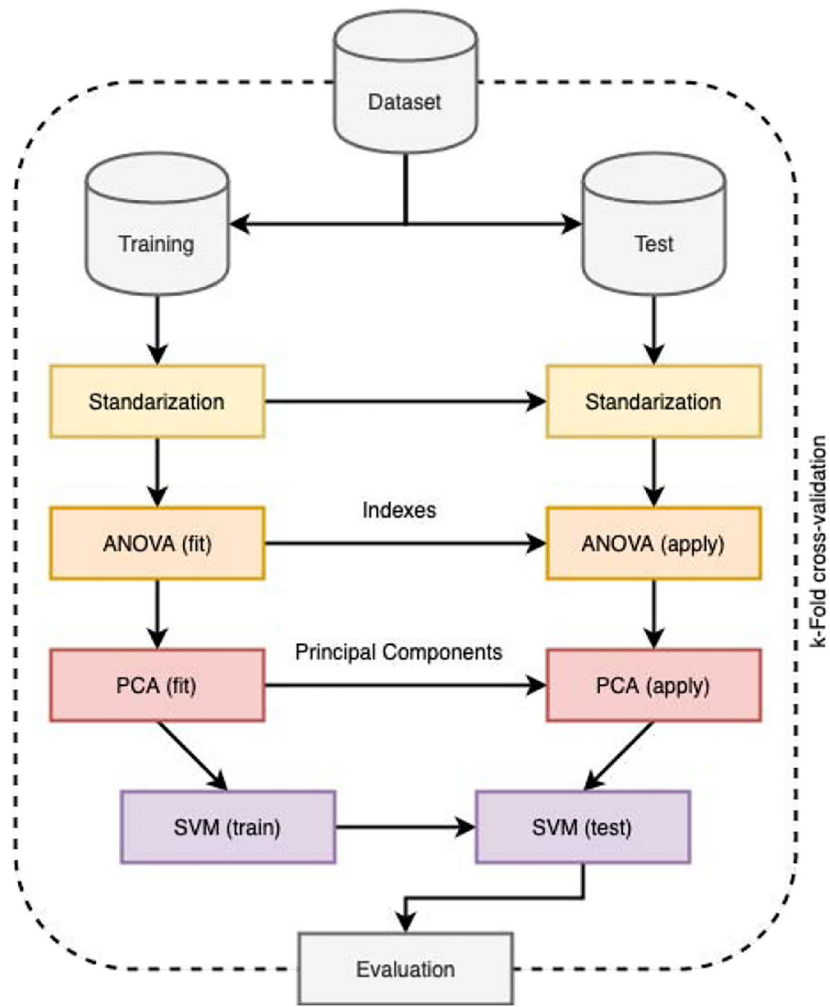 Dataset
Training
Test
Standarization
Standarization
Indexes
ANOVA (fit)
ANOVA (apply)
Principal Components
PCA (fit)
PCA (apply)
SVM (train)
SVM (test)
Evaluation
k-Fold cross-validation